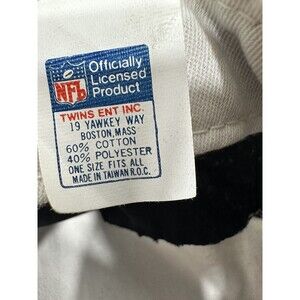 NFL
Officially
Licensed
Product
TWINS ENT INC.
19 YAWKEY WAY
BOSTON,MASS
60% COTTON
40% POLYESTER
ONE SIZE FITS ALL
MADE IN TAIWAN R.O.C.